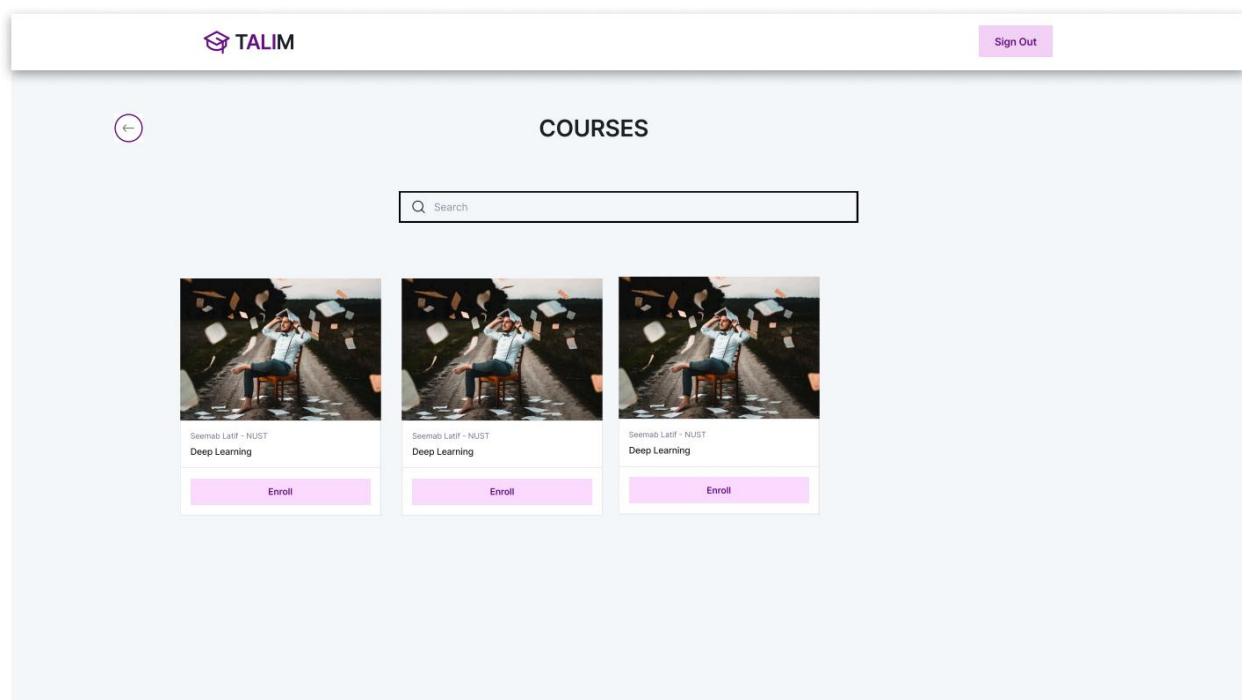 TALIM
Sign Out
COURSES
Search
Seemab Latif - NUST
Deep Learning
Enroll
Seemab Latif - NUST
Deep Learning
Enroll
Seemab Latif - NUST
Deep Learning
Enroll